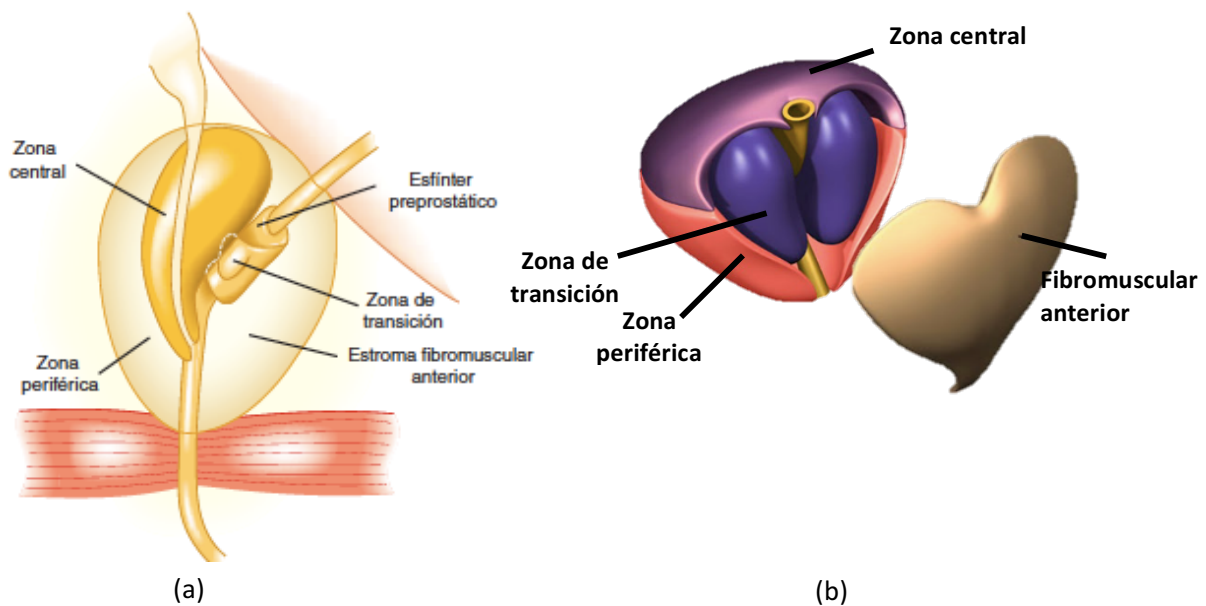 Zona
central
Esfínter
preprostático
Zona de
transición
Estroma fibromuscular
anterior
Zona
periférica
(a)
Zona central
Zona de
transición
Zona
periférica
Fibromuscular
anterior
(b)